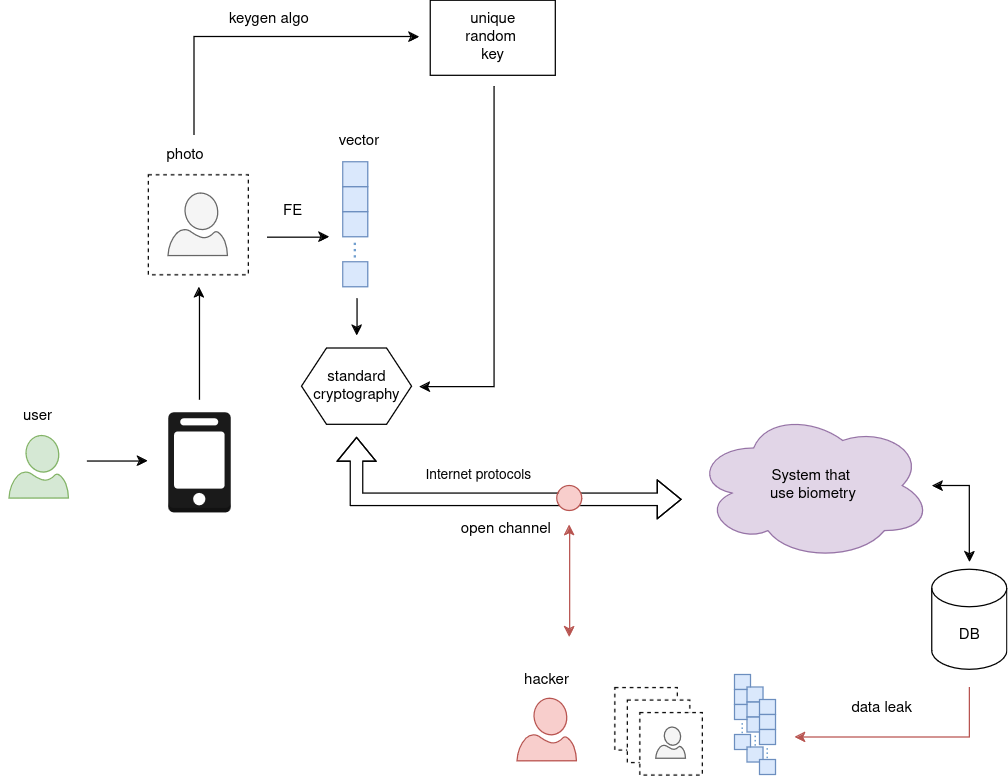 keygen algo
unique
random
key
photo
vector
FE
standard
cryptography
user
Internet protocols
open channel
System that
use biometry
DB
hacker
data leak